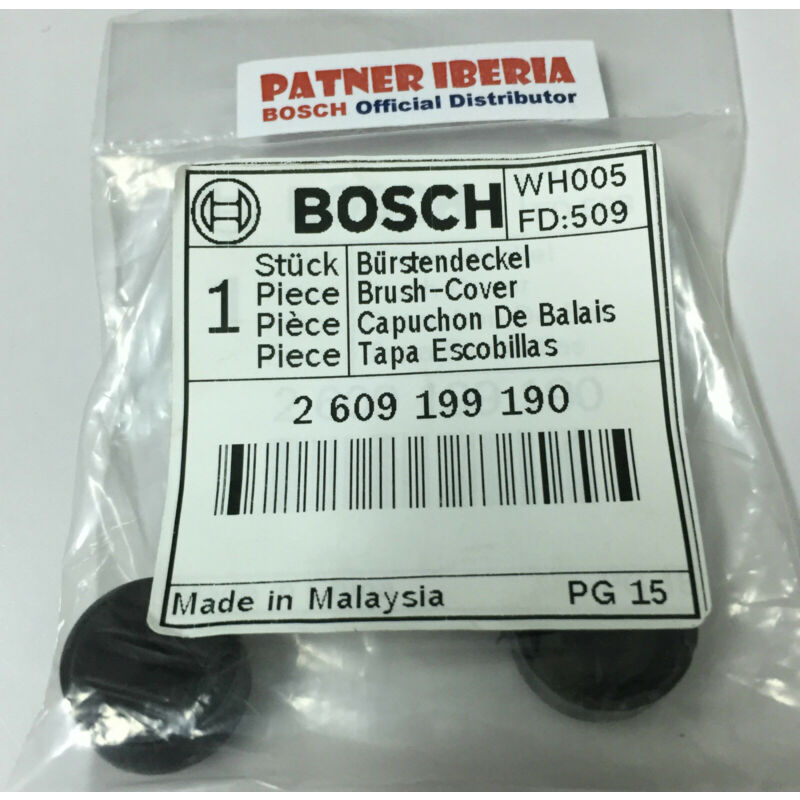 PATNER IBERIA
BOSCH Official Distributor
BOSCH
WH005
FD:509
1
Stück
Piece
Pièce
Piece
Bürstendeckel
Brush-Cover
Capuchon De Balais
Tapa Escobillas
2 609 199 190
Made in Malaysia
PG 15